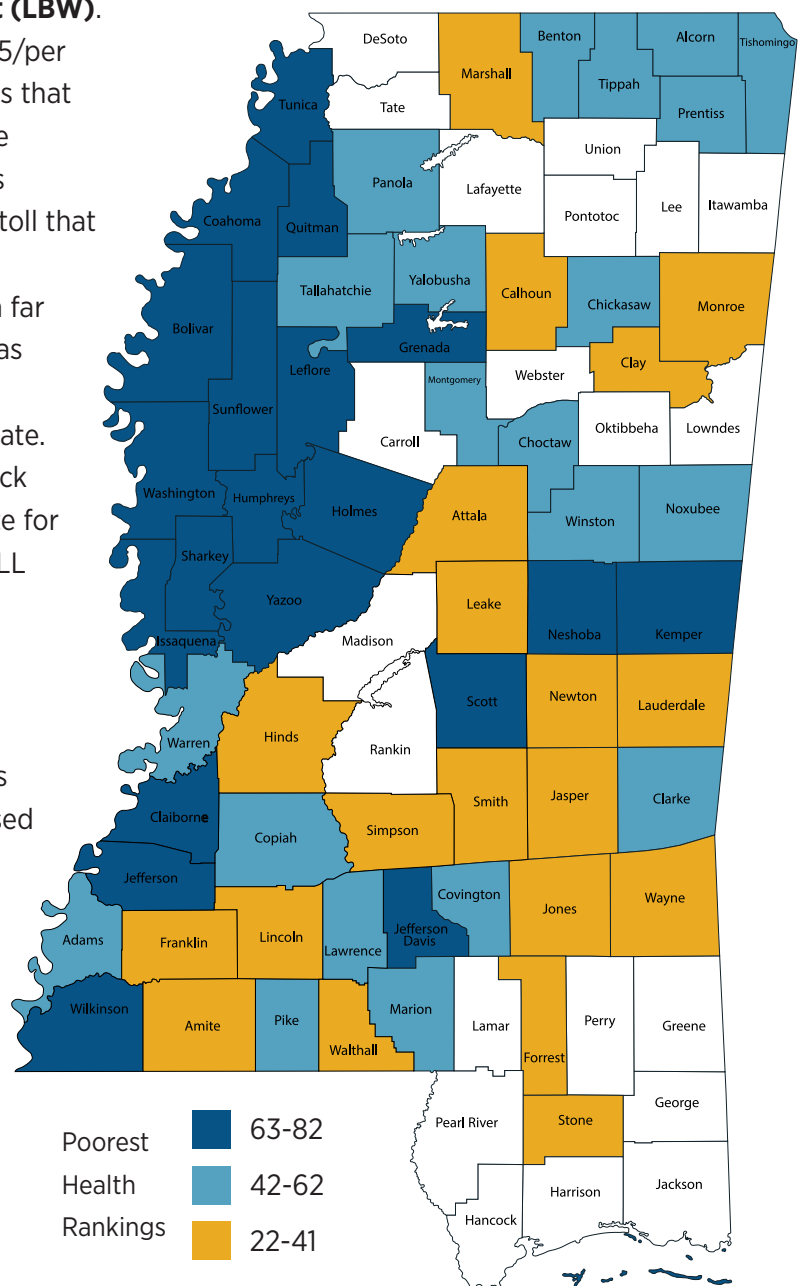 t (LBW).
5/per
s that
e
s
toll that
far
as
ate.
ck
e for
LL
s
sed
DeSoto
Benton
Alcorn
Tishomingo
Marshall
Tippah
Tunica
Tate
Prentiss
Union
Panola
Lafayette
Coahoma
Quitman
Pontotoc
Lee
Itawamba
Tallahatchie
Yalobusha
Calhoun
Chickasaw
Monroe
Bolivar
Leflore
Grenada
Clay
Webster
Montgomery
Sunflower
Carroll
Choctaw
Oktibbeha
Lowndes
Washington
Humphreys
Holmes
Attala
Winston
Noxubee
Sharkey
Yazoo
Leake
Neshoba
Kemper
Issaquena
Madison
Scott
Newton
Lauderdale
Warren
Hinds
Rankin
Claiborne
Copiah
Simpson
Smith
Jasper
Clarke
Jefferson
Covington
Jones
Wayne
Adams
Franklin
Lincoln
Lawrence
Jefferson
Davis
Wilkinson
Amite
Pike
Walthall
Marion
Lamar
Forrest
Perry
Greene
Pearl River
Stone
George
Hancock
Harrison
Jackson
Poorest
Health
Rankings
63-82
42-62
22-41